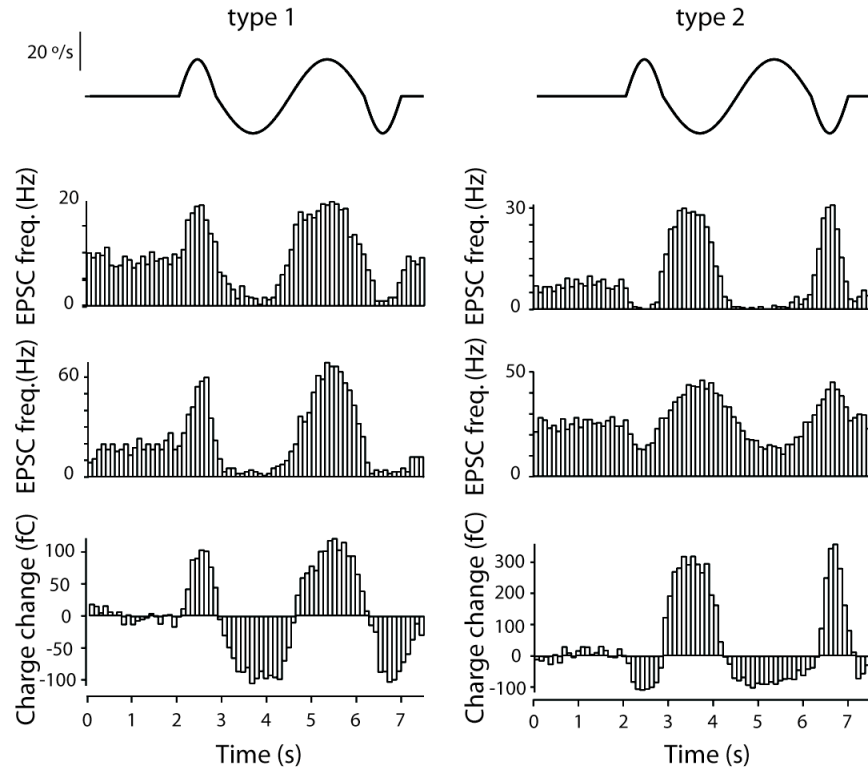 type 1
type 2
20 º/s
EPSC freq.(Hz)
20
0
EPSC freq.(Hz)
30
0
EPSC freq.(Hz)
60
0
EPSC freq.(Hz)
50
0
Charge change (fC)
100
50
0
-50
-100
Charge change (fC)
300
200
100
0
-100
0 1 2 3 4 5 6 7
0 1 2 3 4 5 6 7
Time (s)
Time (s)